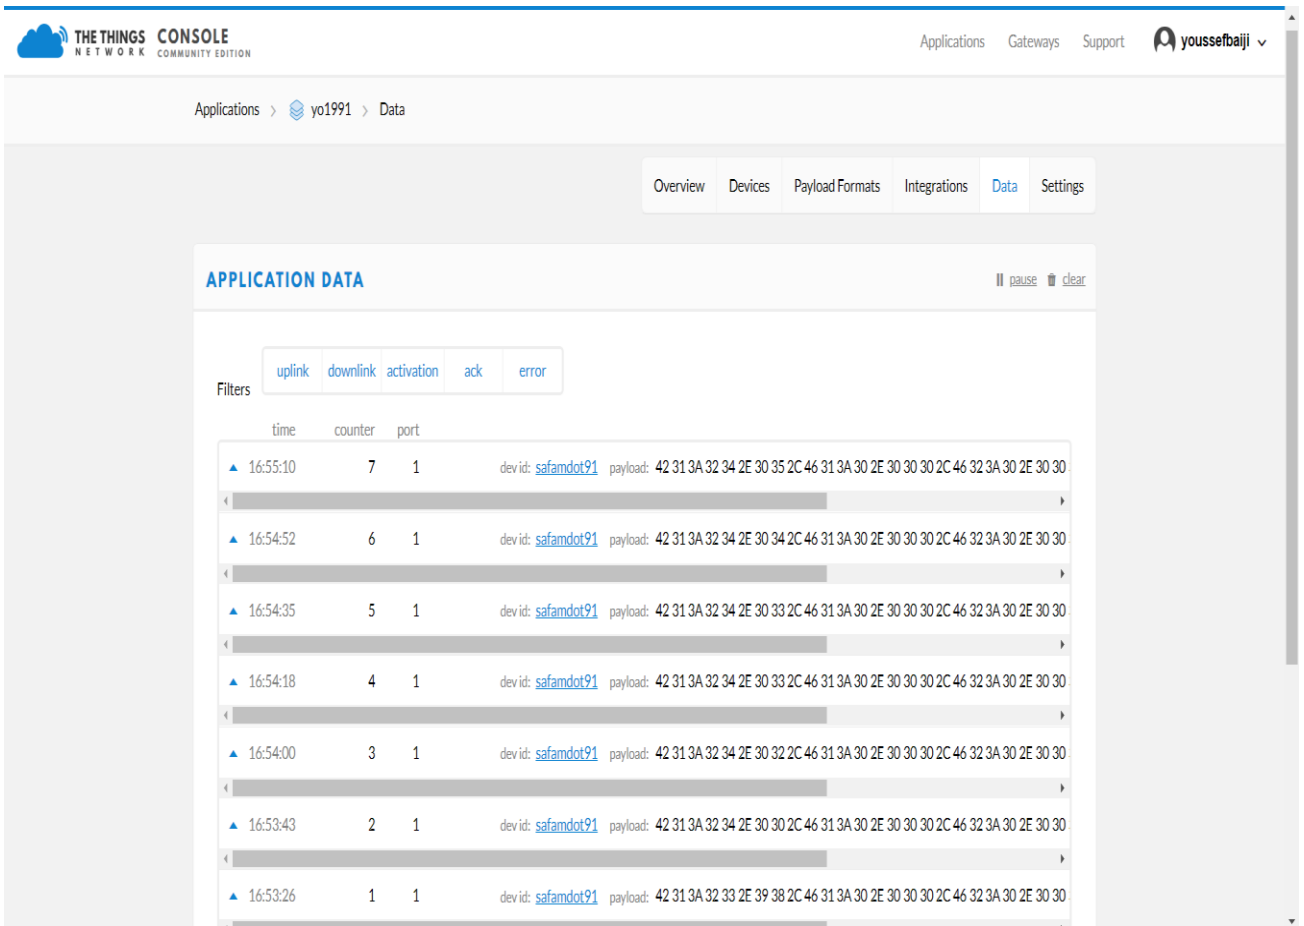 THE THINGS NETWORK CONSOLE COMMUNITY EDITION
Applications Gateways Support youssefbaiji
Applications > yo1991 > Data
Overview Devices Payload Formats Integrations Data Settings
APPLICATION DATA pause clear
Filters uplink downlink activation ack error
time counter port
16:55:10 7 1 dev id: safamdot91 payload: 42 31 3A 32 34 2E 30 35 2C 46 31 3A 30 2E 30 30 30 2C 46 32 3A 30 2E 30 30
16:54:52 6 1 dev id: safamdot91 payload: 42 31 3A 32 34 2E 30 34 2C 46 31 3A 30 2E 30 30 30 2C 46 32 3A 30 2E 30 30
16:54:35 5 1 dev id: safamdot91 payload: 42 31 3A 32 34 2E 30 33 2C 46 31 3A 30 2E 30 30 30 2C 46 32 3A 30 2E 30 30
16:54:18 4 1 dev id: safamdot91 payload: 42 31 3A 32 34 2E 30 33 2C 46 31 3A 30 2E 30 30 30 2C 46 32 3A 30 2E 30 30
16:54:00 3 1 dev id: safamdot91 payload: 42 31 3A 32 34 2E 30 32 2C 46 31 3A 30 2E 30 30 30 2C 46 32 3A 30 2E 30 30
16:53:43 2 1 dev id: safamdot91 payload: 42 31 3A 32 34 2E 30 30 2C 46 31 3A 30 2E 30 30 30 2C 46 32 3A 30 2E 30 30
16:53:26 1 1 dev id: safamdot91 payload: 42 31 3A 32 33 2E 39 38 2C 46 31 3A 30 2E 30 30 30 2C 46 32 3A 30 2E 30 30